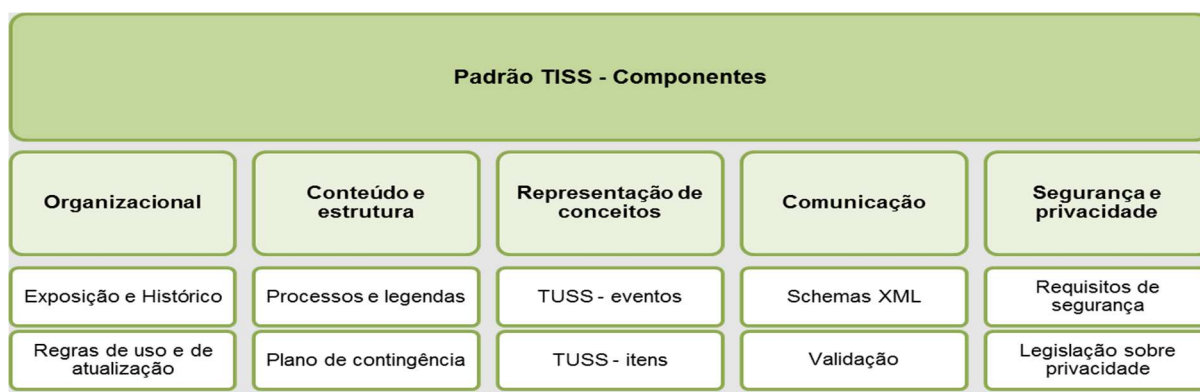 Padrão TISS - Componentes
Organizacional
Conteúdo e
estrutura
Representação de
conceitos
Comunicação
Segurança e
privacidade
Exposição e Histórico
Processos e legendas
TUSS - eventos
Schemas XML
Requisitos de
segurança
Regras de uso e de
atualização
Plano de contingência
TUSS - itens
Validação
Legislação sobre
privacidade